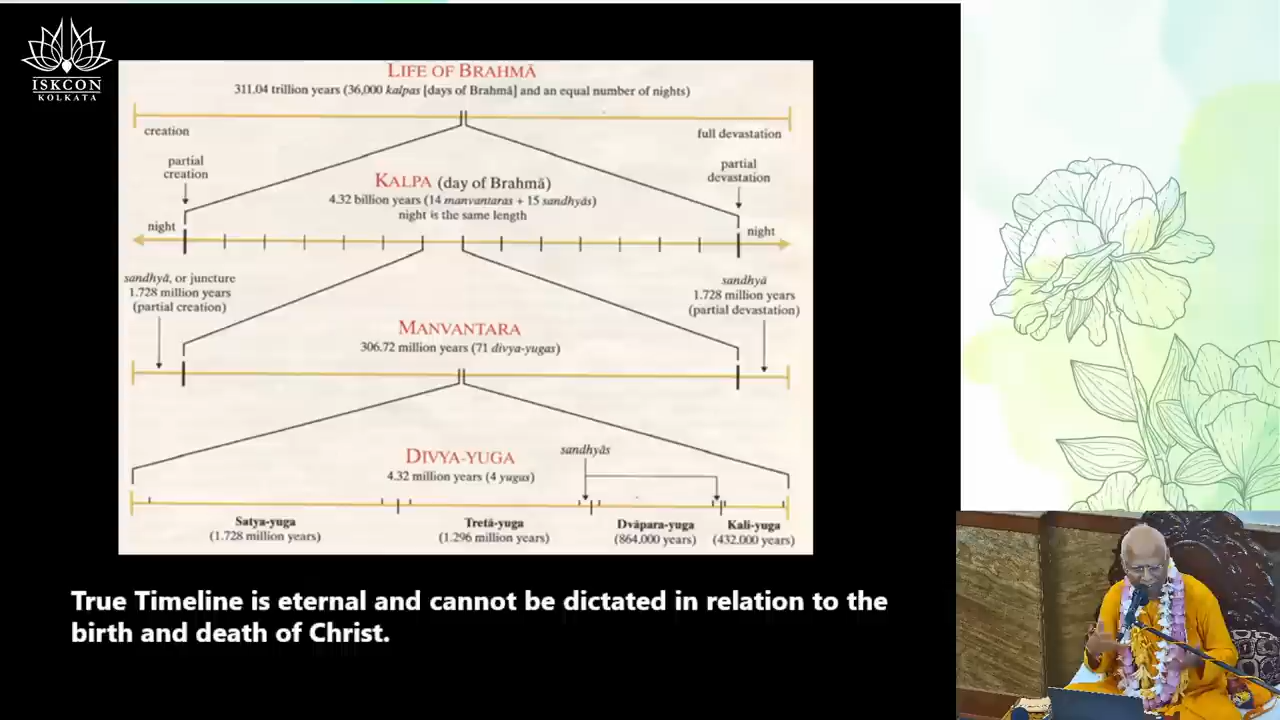 ISKCON
KOLKATA
LIFE OF BRAHMĀ
311.04 trillion years (36,000 kalpas [days of Brahmā] and an equal number of nights)
creation
full devastation
partial
creation
partial
devastation
KALPA (day of Brahmā)
4.32 billion years (14 manvantaras + 15 sandhyās)
night is the same length
night
night
sandhyā, or juncture
1.728 million years
(partial creation)
sandhyā
1.728 million years
(partial devastation)
MANVANTARA
306.72 million years (71 divya-yugas)
DIVYA-YUGA
4.32 million years (4 yugas)
sandhyās
Satya-yuga
(1.728 million years)
Tretā-yuga
(1.296 million years)
Dvāpara-yuga
(864,000 years)
Kali-yuga
(432,000 years)
True Timeline is eternal and cannot be dictated in relation to the
birth and death of Christ.